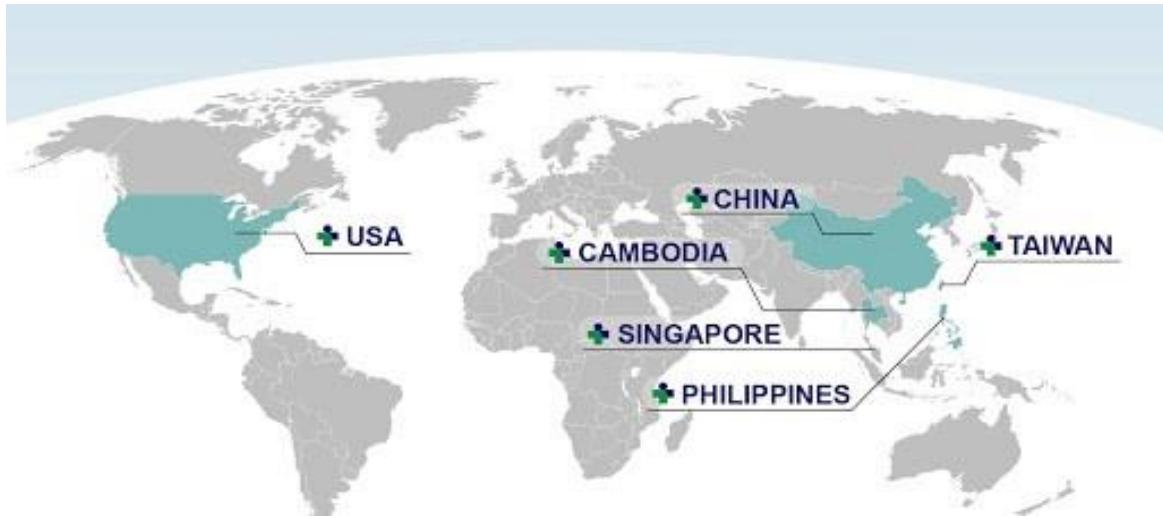 CHINA
USA
TAIWAN
CAMBODIA
SINGAPORE
PHILIPPINES